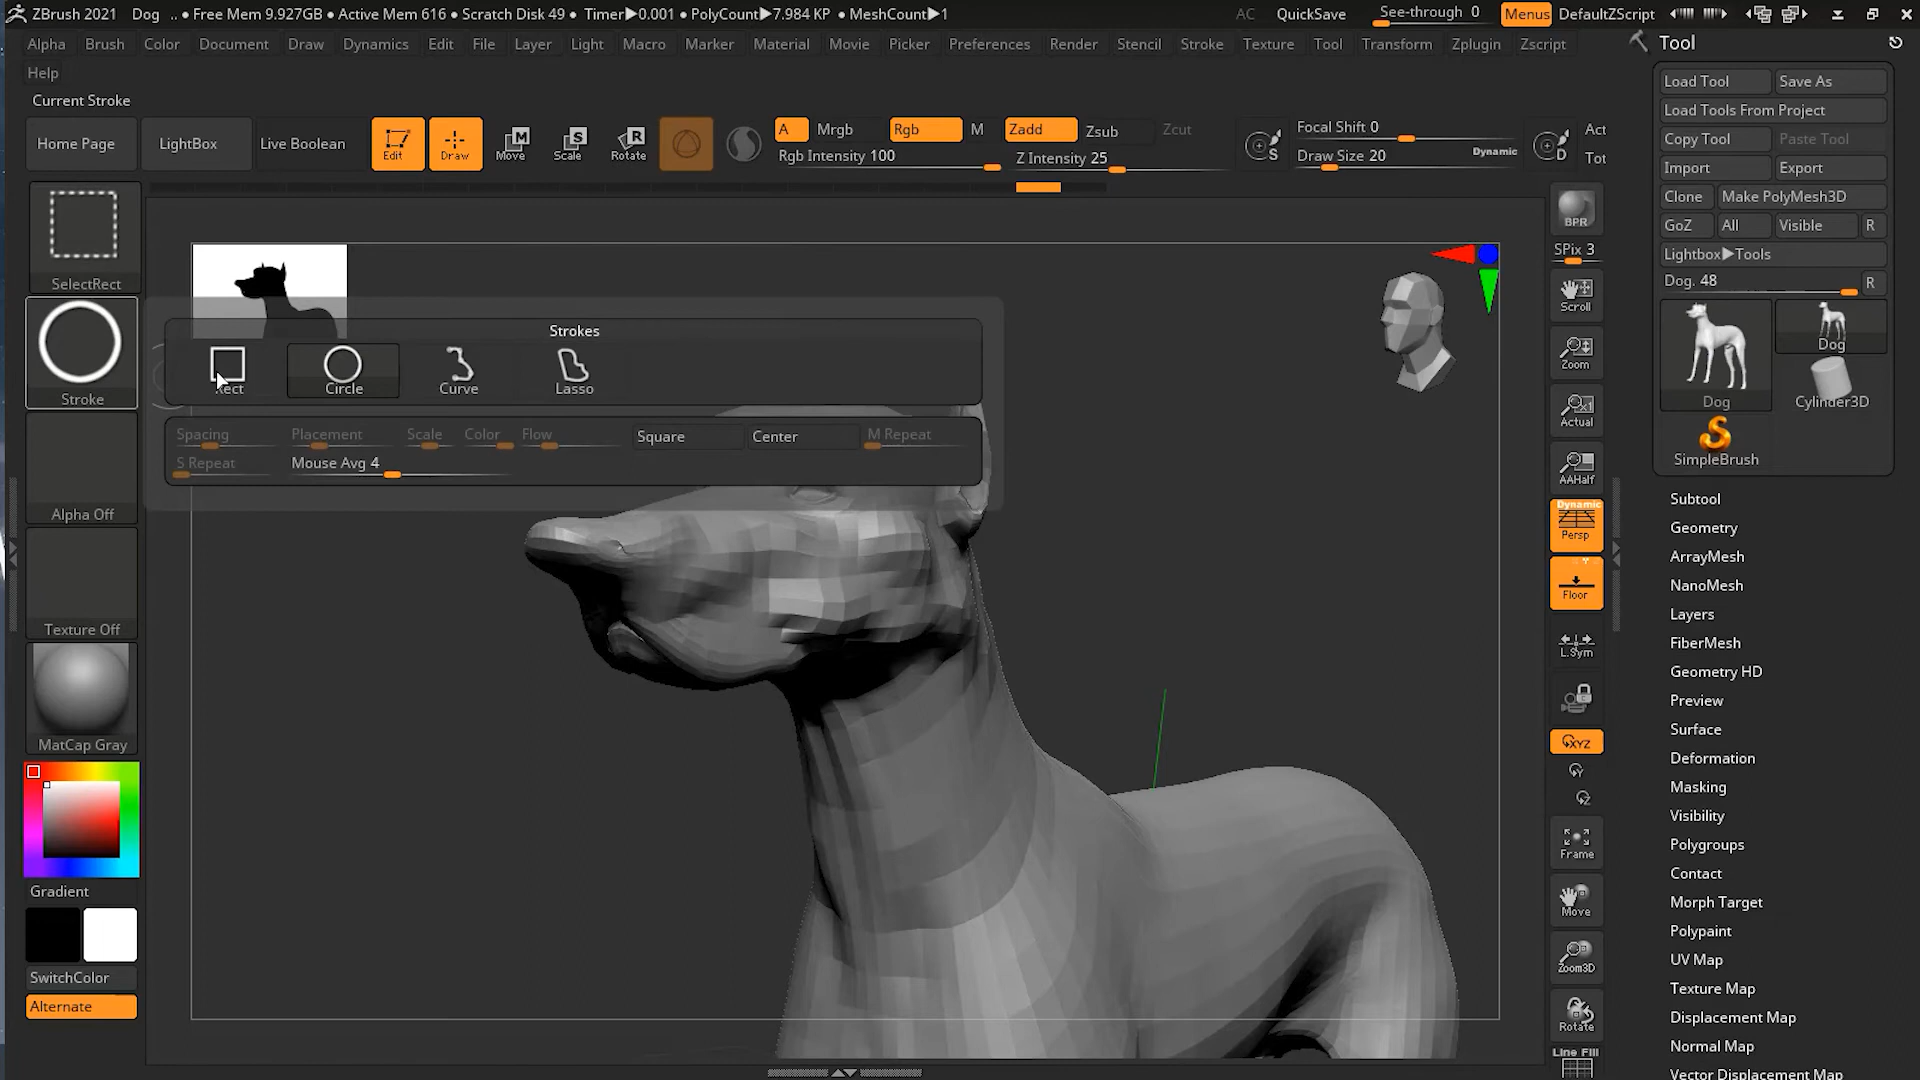 ZBrush 2021 Dog .. • Free Mem 9.927GB • Active Mem 616 • Scratch Disk 49 • Timer▶0.001 • PolyCount▶7.984 KP • MeshCount▶1 AC QuickSave See-through 0 Menus DefaultZScript
Alpha Brush Color Document Draw Dynamics Edit File Layer Light Macro Marker Material Movie Picker Preferences Render Stencil Stroke Texture Tool Transform Zplugin Zscript
Help
Current Stroke
Home Page LightBox Live Boolean Edit Draw Move Scale Rotate
A Mrgb Rgb M Zadd Zsub Zcut
Rgb Intensity 100 Z Intensity 25
S Focal Shift 0 D Act
Draw Size 20 Dynamic Tot
SelectRect
Stroke
Alpha Off
Texture Off
MatCap Gray
Gradient
SwitchColor
Alternate
Strokes
Rect Circle Curve Lasso
Spacing Placement Scale Color Flow Square Center M Repeat
S Repeat Mouse Avg 4
BPR
SPix 3
Scroll
Zoom
Actual
AAHalf
Dynamic
Persp
Floor
L.Sym
XYZ
Y
Z
Frame
Move
Zoom3D
Rotate
Line Fill
Tool
Load Tool Save As
Load Tools From Project
Copy Tool Paste Tool
Import Export
Clone Make PolyMesh3D
GoZ All Visible R
Lightbox▶Tools
Dog. 48 R
Dog
Dog
Cylinder3D
SimpleBrush
Subtool
Geometry
ArrayMesh
NanoMesh
Layers
FiberMesh
Geometry HD
Preview
Surface
Deformation
Masking
Visibility
Polygroups
Contact
Morph Target
Polypaint
UV Map
Texture Map
Displacement Map
Normal Map
Vector Displacement Map